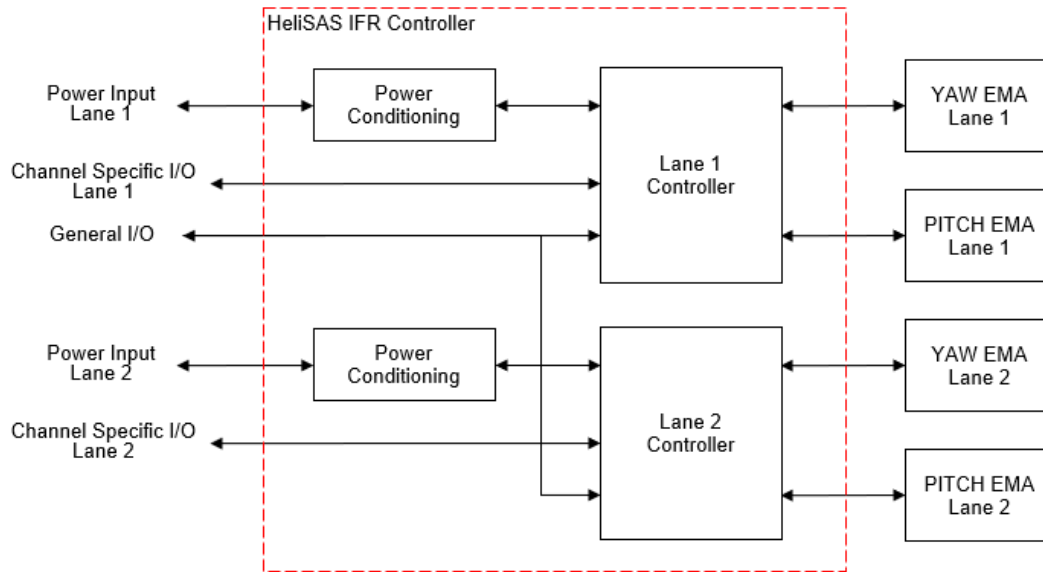 HeliSAS IFR Controller
Power Input
Lane 1
Power
Conditioning
YAW EMA
Lane 1
Channel Specific I/O
Lane 1
Lane 1
Controller
General I/O
PITCH EMA
Lane 1
Power Input
Lane 2
Power
Conditioning
YAW EMA
Lane 2
Channel Specific I/O
Lane 2
Lane 2
Controller
PITCH EMA
Lane 2